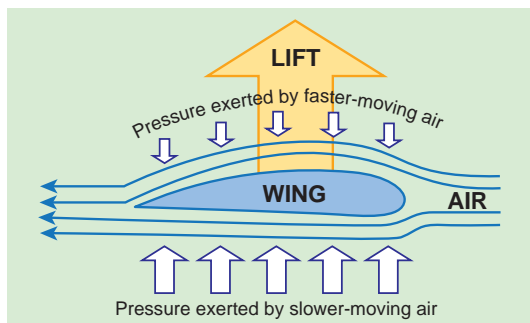 LIFT
Pressure exerted by faster-moving air
WING
AIR
Pressure exerted by slower-moving air